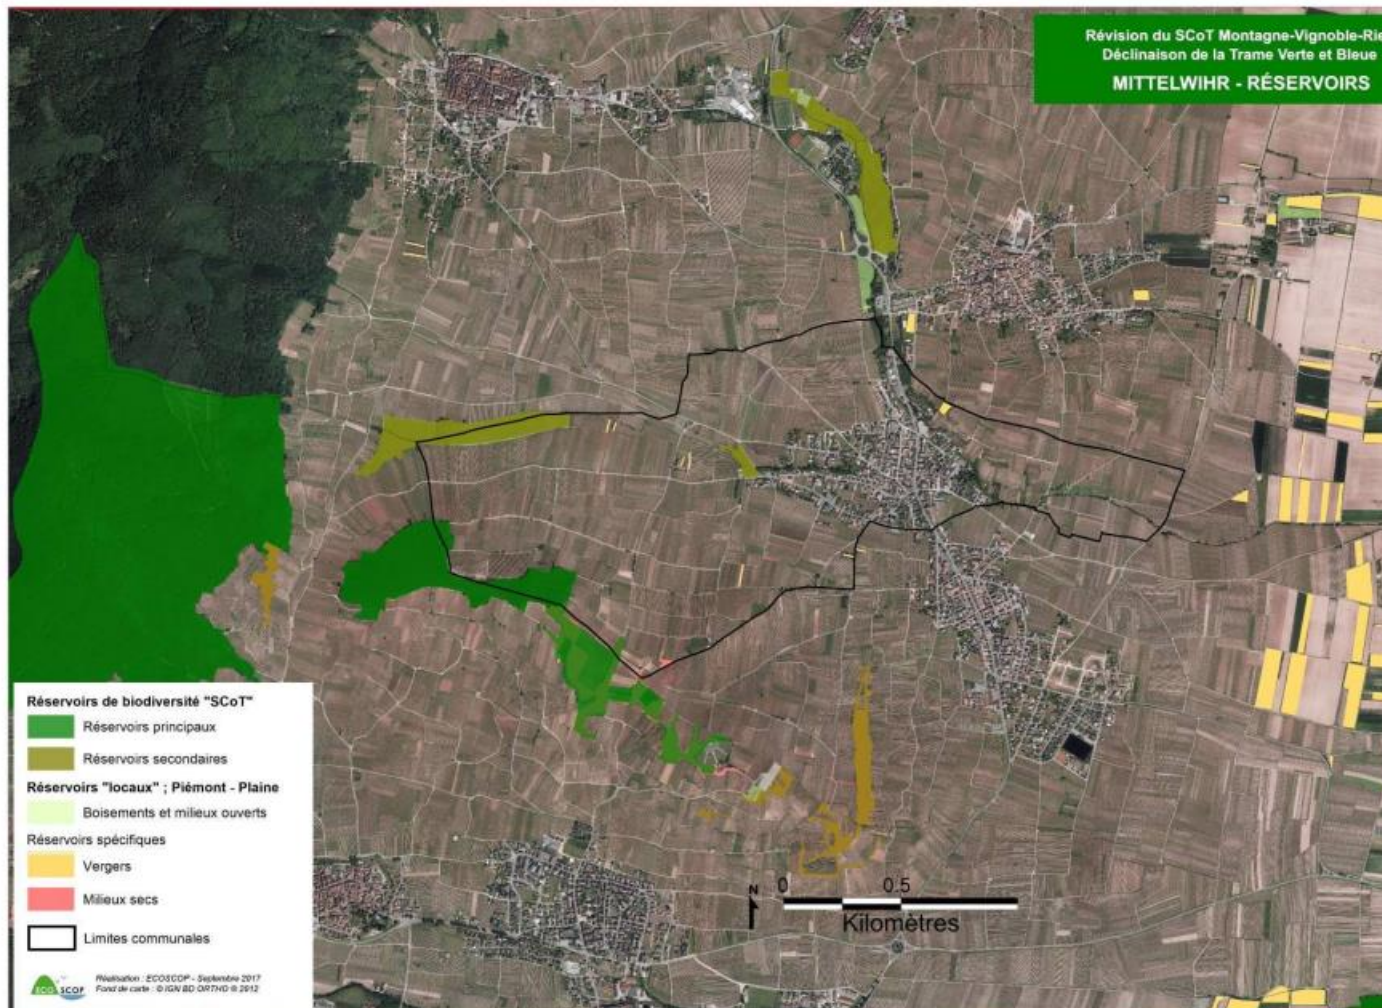 Révision du SCoT Montagne-Vignoble-Rie
Déclinaison de la Trame Verte et Bleue
MITTELWIHR - RÉSERVOIRS
Réservoirs de biodiversité "SCoT"
Réservoirs principaux
Réservoirs secondaires
Réservoirs "locaux" ; Piémont - Plaine
Boisements et milieux ouverts
Réservoirs spécifiques
Vergers
Milieux secs
Limites communales
ECO SCOP
Réalisation : ECOSCOP - Septembre 2017
Fond de carte : © IGN BD ORTHO ® 2012
N
0 0.5
Kilomètres